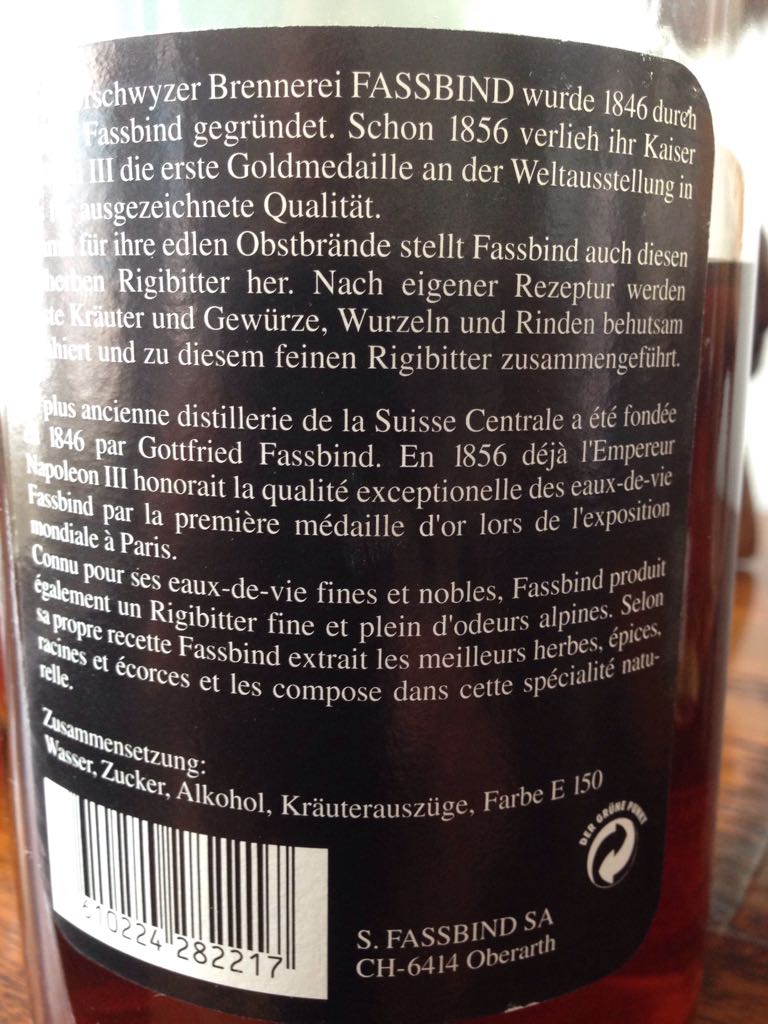 Brennerei FASSBIND wurde 1846 durch
Fassbind gegründet. Schon 1856 verlieh ihr Kaiser
III die erste Goldmedaille an der Weltausstellung in
ausgezeichnete Qualität.
für ihre edlen Obstbrände stellt Fassbind auch diesen
Rigibitter her. Nach eigener Rezeptur werden
Kräuter und Gewürze, Wurzeln und Rinden behutsam
und zu diesem feinen Rigibitter zusammengeführt.
plus ancienne distillerie de la Suisse Centrale a été fondée
1846 par Gottfried Fassbind. En 1856 déjà l'Empereur
Napoleon III honorait la qualité exceptionelle des eaux-de-vie
Fassbind par la première médaille d'or lors de l'exposition
mondiale à Paris.
Connu pour ses eaux-de-vie fines et nobles, Fassbind produit
également un Rigibitter fine et plein d'odeurs alpines. Selon
sa propre recette Fassbind extrait les meilleurs herbes, épices,
racines et écorces et les compose dans cette spécialité natu-
relle.
Zusammensetzung:
Wasser, Zucker, Alkohol, Kräuterauszüge, Farbe E 150
DER GRÜNE PUNKT
610224 282217
S. FASSBIND SA
CH-6414 Oberarth